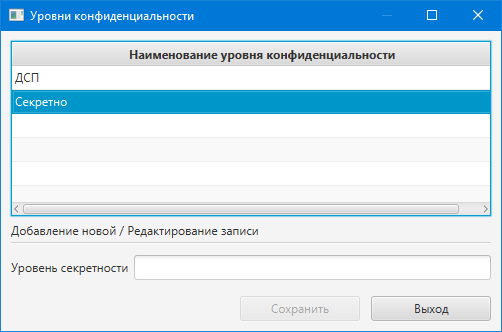 Уровни конфиденциальности
Наименование уровня конфиденциальности
ДСП
Секретно
Добавление новой / Редактирование записи
Уровень секретности
Сохранить
Выход